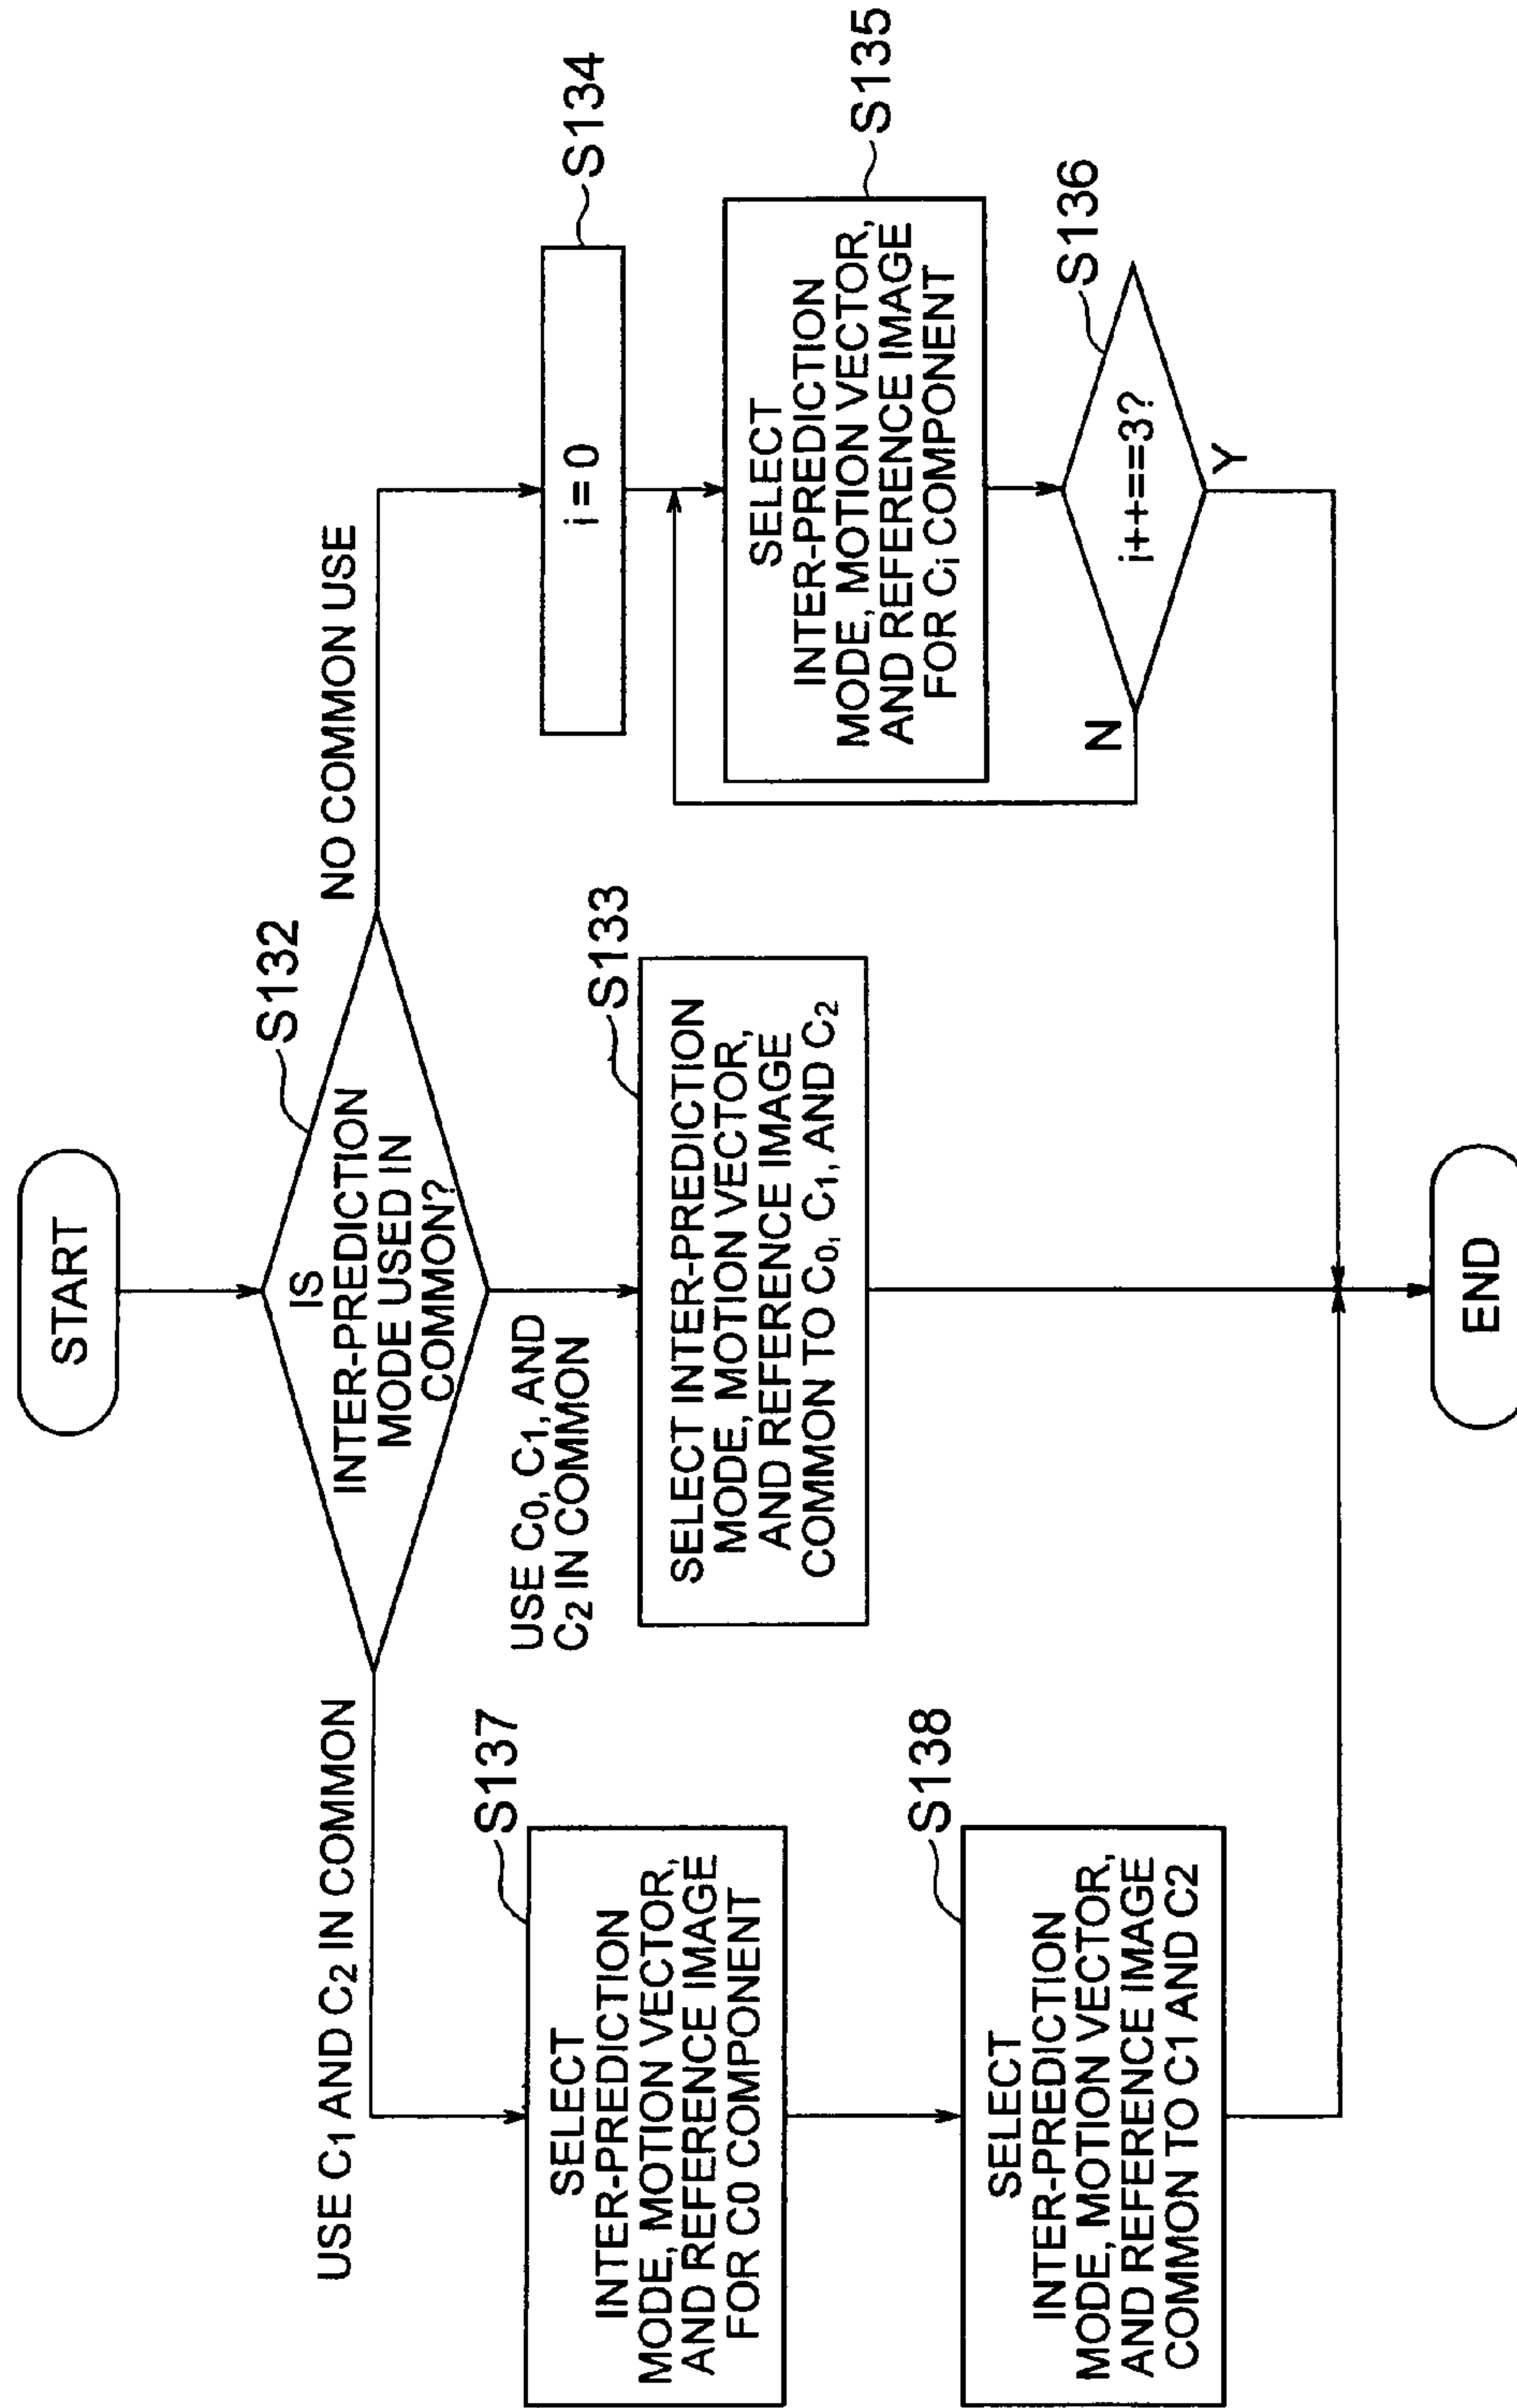 START
S132
IS
INTER-PREDICTION
MODE USED IN
COMMON?
USE C1 AND C2 IN COMMON
NO COMMON USE
USE C0, C1, AND
C2 IN COMMON
S137
SELECT
INTER-PREDICTION
MODE, MOTION VECTOR,
AND REFERENCE IMAGE
FOR C0 COMPONENT
S138
SELECT
INTER-PREDICTION
MODE, MOTION VECTOR,
AND REFERENCE IMAGE
COMMON TO C1 AND C2
S133
SELECT INTER-PREDICTION
MODE, MOTION VECTOR,
AND REFERENCE IMAGE
COMMON TO C0, C1, AND C2
S134
i = 0
S135
SELECT
INTER-PREDICTION
MODE, MOTION VECTOR,
AND REFERENCE IMAGE
FOR Ci COMPONENT
S136
i++==3?
N
Y
END